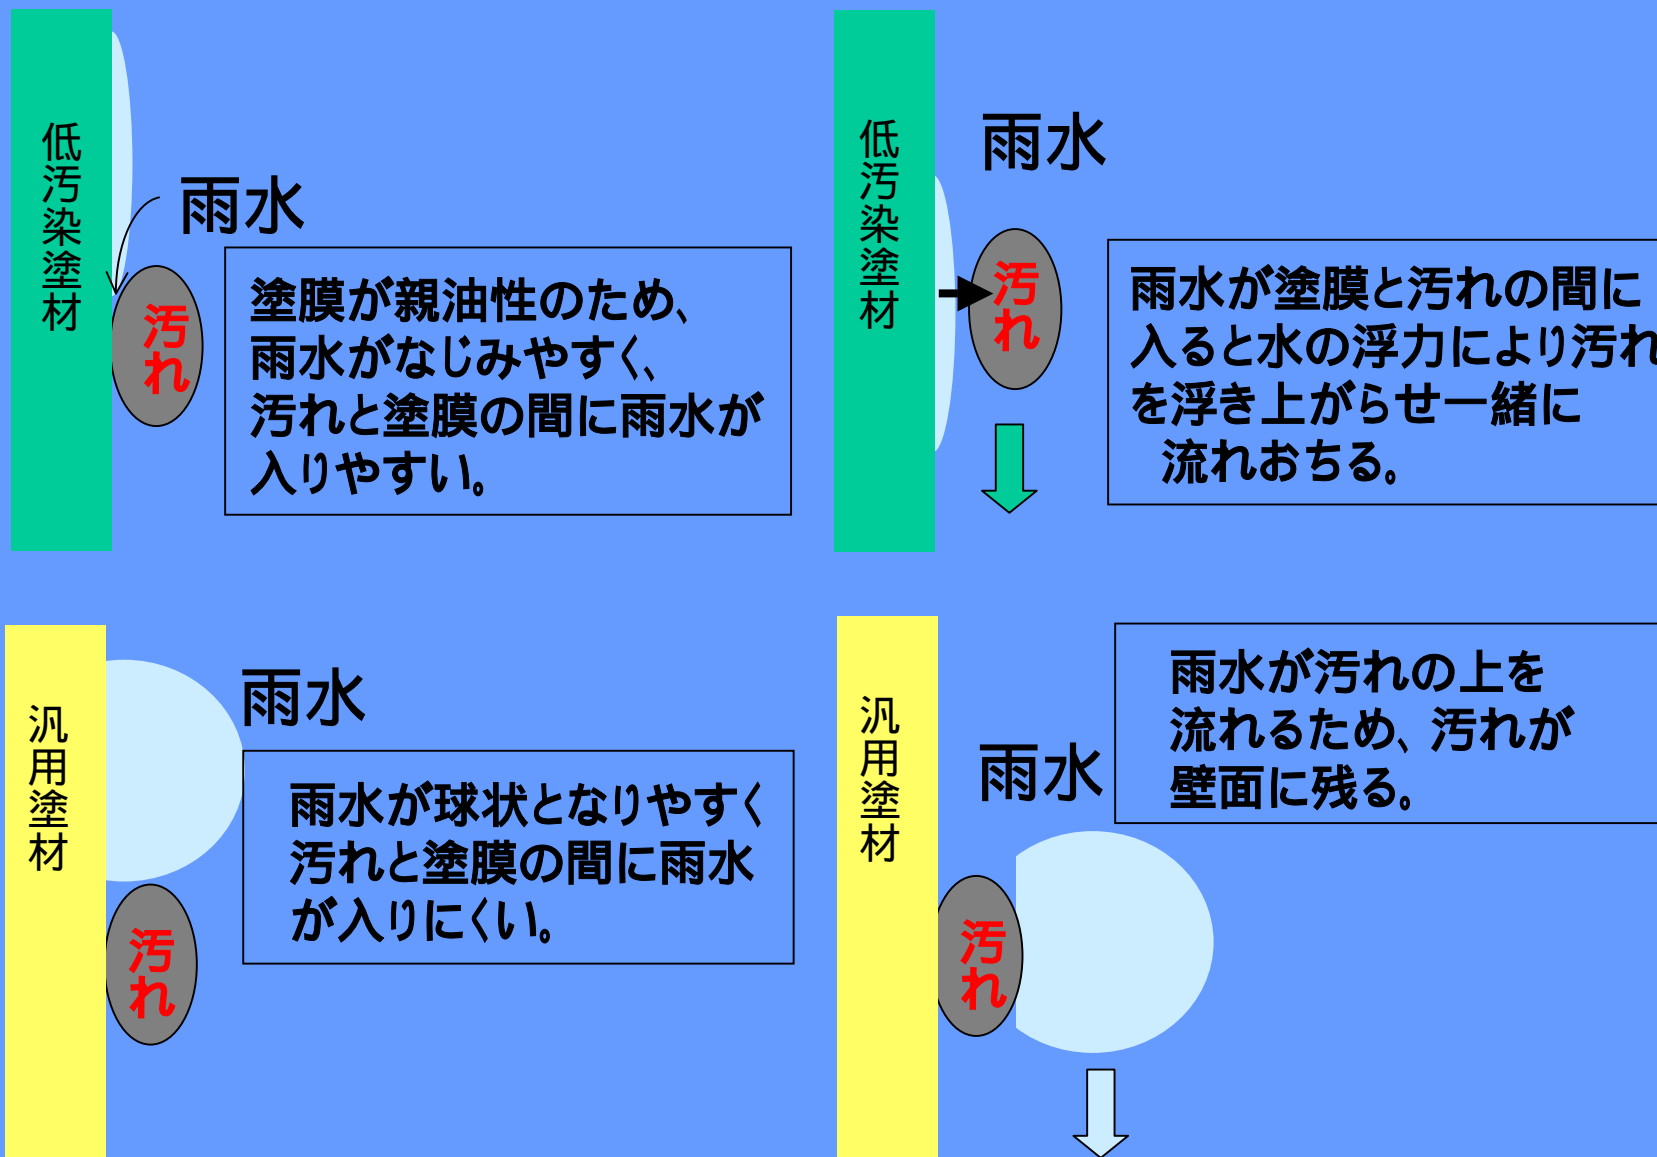 低汚染塗材
雨水
汚れ
塗膜が親油性のため、
雨水がなじみやすく、
汚れと塗膜の間に雨水が
入りやすい。
低汚染塗材
雨水
汚れ
雨水が塗膜と汚れの間に
入ると水の浮力により汚れ
を浮き上がらせ一緒に
流れおちる。
汎用塗材
雨水
汚れ
雨水が球状となりやすく
汚れと塗膜の間に雨水
が入りにくい。
汎用塗材
雨水
汚れ
雨水が汚れの上を
流れるため、汚れが
壁面に残る。